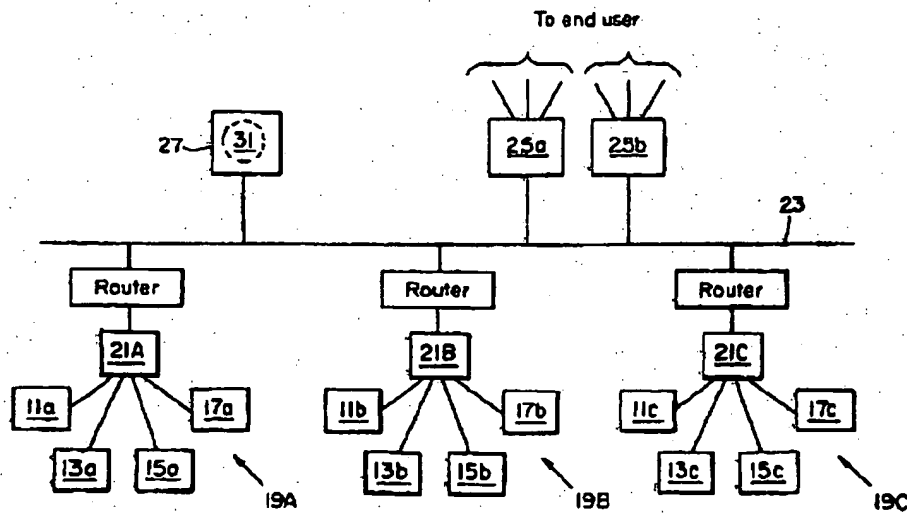 To end user
27
31
25a
25b
23
Router
Router
Router
21A
21B
21C
11a
17a
11b
17b
11c
17c
13a
15a
13b
15b
13c
15c
19A
19B
19C